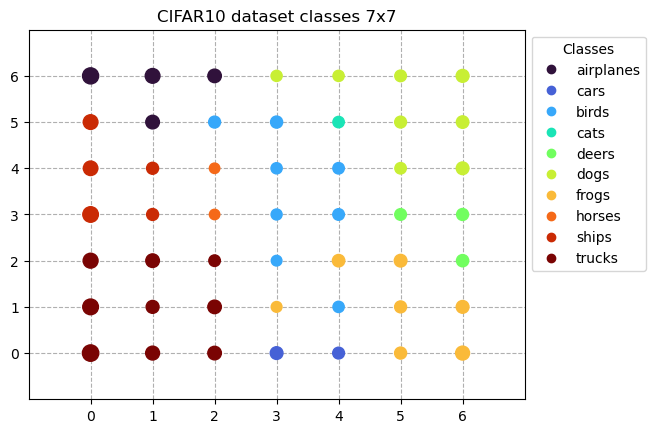 CIFAR10 dataset classes 7x7
6
5
4
3
2
1
0
0 1 2 3 4 5 6
Classes
airplanes
cars
birds
cats
deers
dogs
frogs
horses
ships
trucks